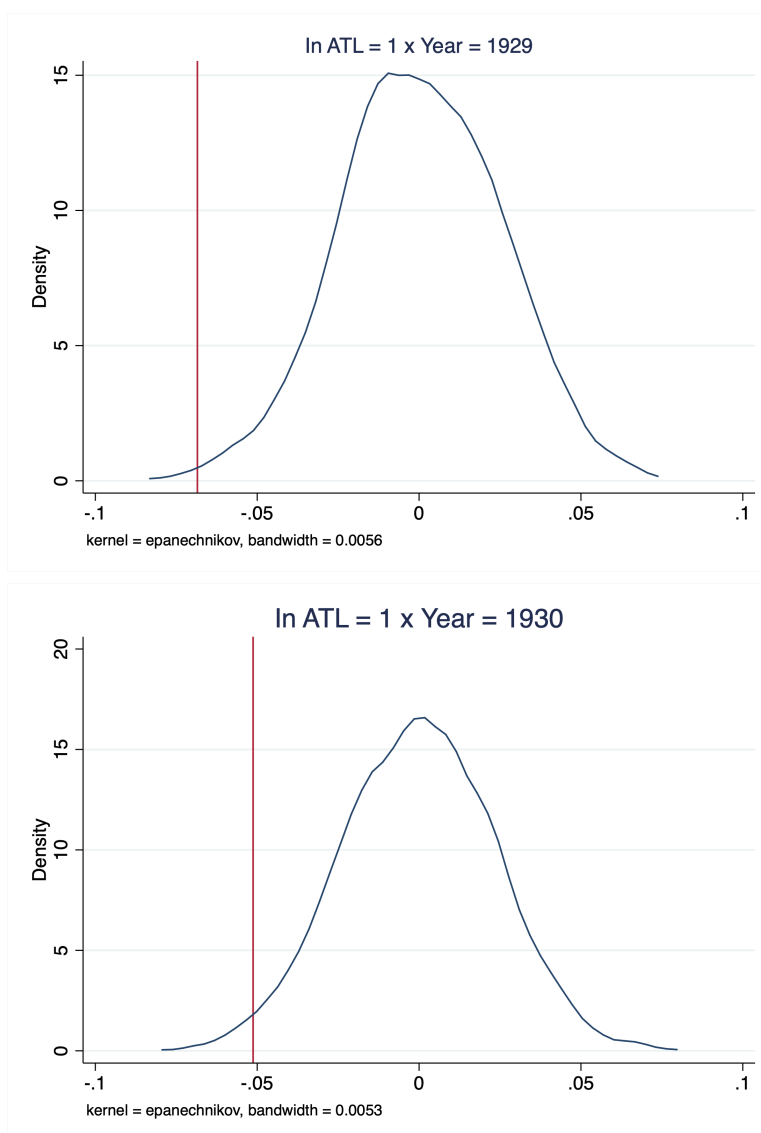 In ATL = 1 x Year = 1929
15
10
5
0
Density
-.1 -.05 0 .05 .1
kernel = epanechnikov, bandwidth = 0.0056
In ATL = 1 x Year = 1930
20
15
10
5
0
Density
-.1 -.05 0 .05 .1
kernel = epanechnikov, bandwidth = 0.0053